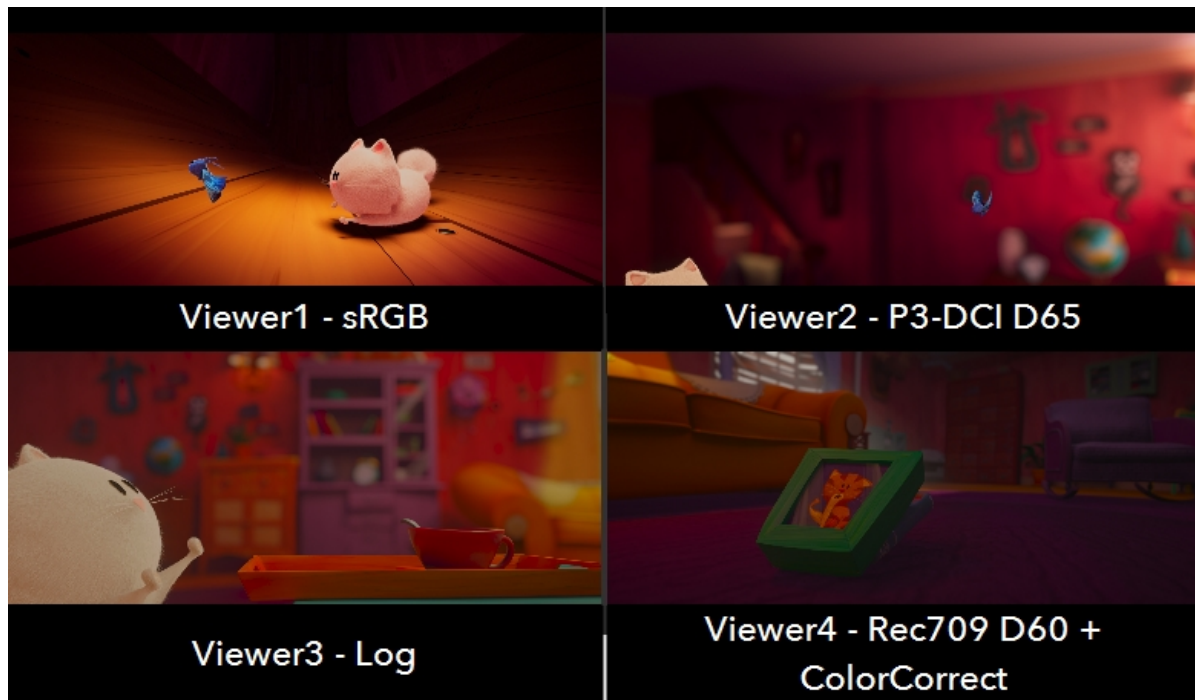 Viewer1 - sRGB
Viewer2 - P3-DCI D65
Viewer3 - Log
Viewer4 - Rec709 D60 +
ColorCorrect